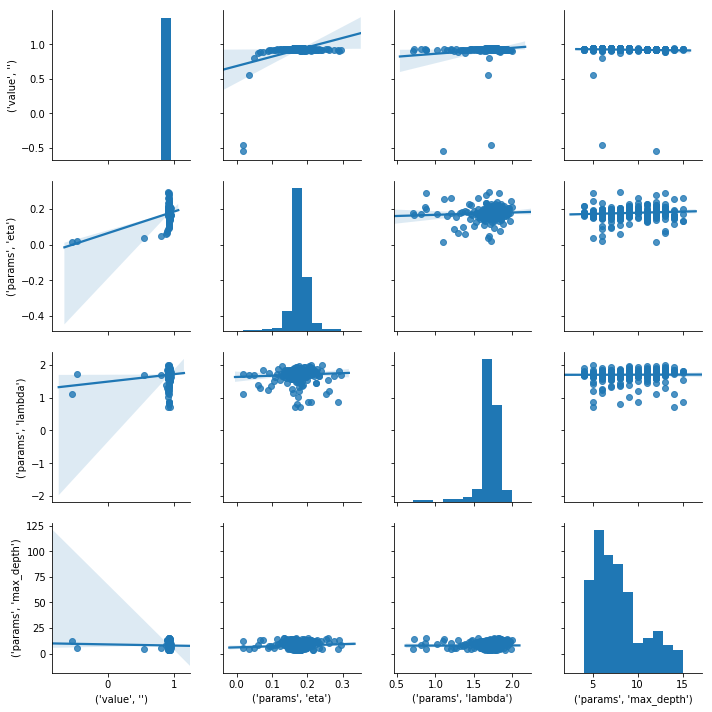 1.0
0.5
0.0
−0.5
('value', '')
0.2
0.0
−0.2
−0.4
('params', 'eta')
2
1
0
−1
−2
('params', 'lambda')
125
100
75
50
25
0
('params', 'max_depth')
0 1
('value', '')
0.0 0.1 0.2 0.3
('params', 'eta')
0.5 1.0 1.5 2.0
('params', 'lambda')
5 10 15
('params', 'max_depth')